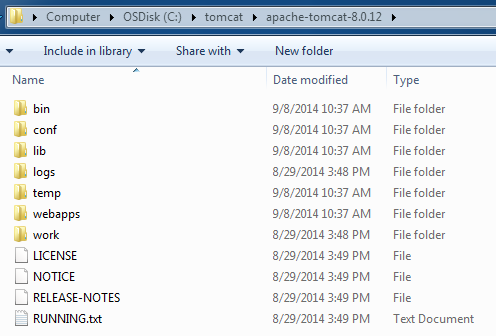 Computer OSDisk (C:) tomcat apache-tomcat-8.0.12
Include in library Share with New folder
Name Date modified Type
bin 9/8/2014 10:37 AM File folder
conf 9/8/2014 10:37 AM File folder
lib 9/8/2014 10:37 AM File folder
logs 8/29/2014 3:48 PM File folder
temp 9/8/2014 10:37 AM File folder
webapps 9/8/2014 10:37 AM File folder
work 8/29/2014 3:48 PM File folder
LICENSE 8/29/2014 3:49 PM File
NOTICE 8/29/2014 3:49 PM File
RELEASE-NOTES 8/29/2014 3:49 PM File
RUNNING.txt 8/29/2014 3:49 PM Text Document